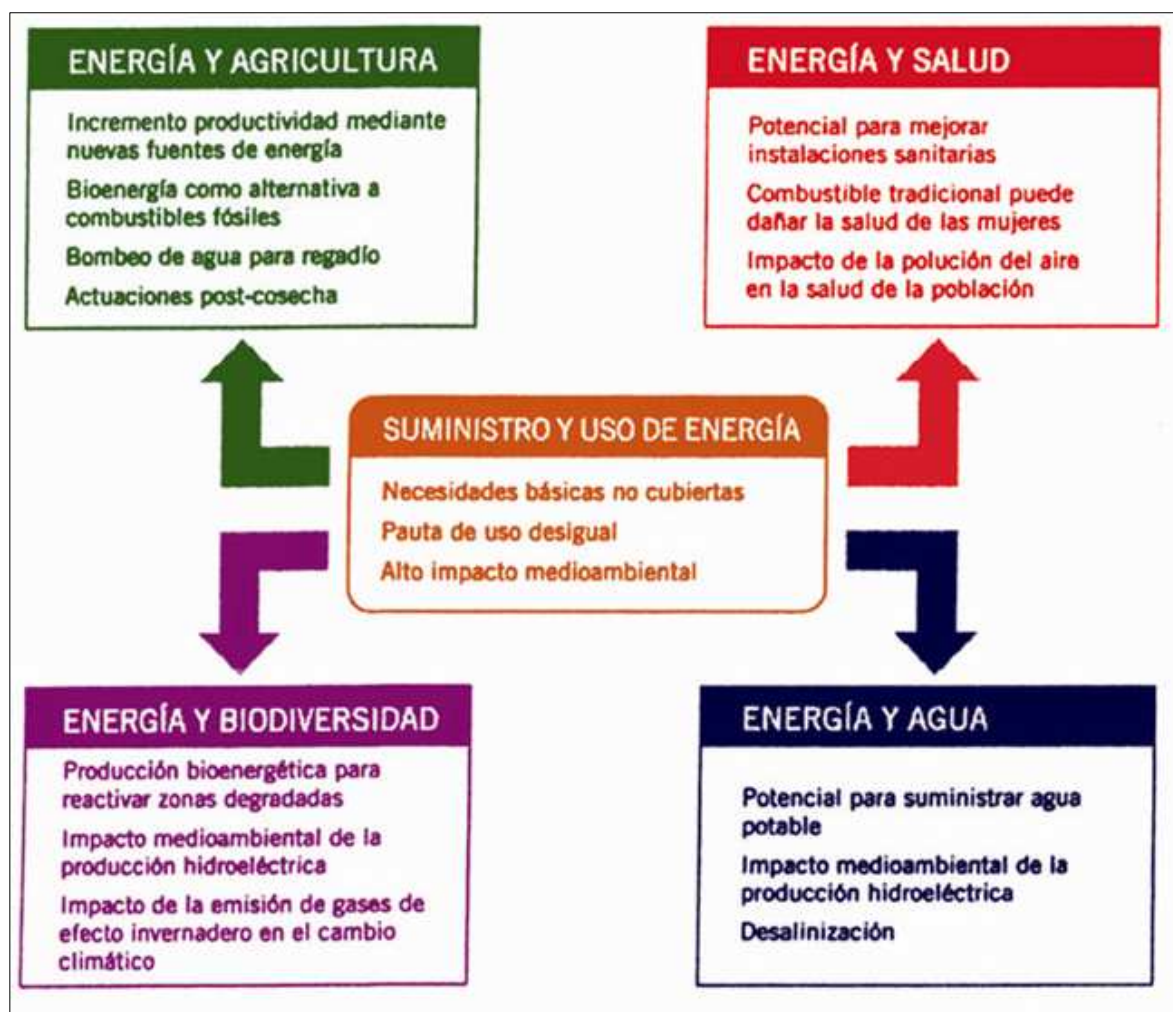 ENERGÍA Y AGRICULTURA
Incremento productividad mediante
nuevas fuentes de energía
Bioenergía como alternativa a
combustibles fósiles
Bombeo de agua para regadío
Actuaciones post-cosecha
ENERGÍA Y SALUD
Potencial para mejorar
instalaciones sanitarias
Combustible tradicional puede
dañar la salud de las mujeres
Impacto de la polución del aire
en la salud de la población
SUMINISTRO Y USO DE ENERGÍA
Necesidades básicas no cubiertas
Pauta de uso desigual
Alto impacto medioambiental
ENERGÍA Y BIODIVERSIDAD
Producción bioenergética para
reactivar zonas degradadas
Impacto medioambiental de la
producción hidroeléctrica
Impacto de la emisión de gases de
efecto invernadero en el cambio
climático
ENERGÍA Y AGUA
Potencial para suministrar agua
potable
Impacto medioambiental de la
producción hidroeléctrica
Desalinización